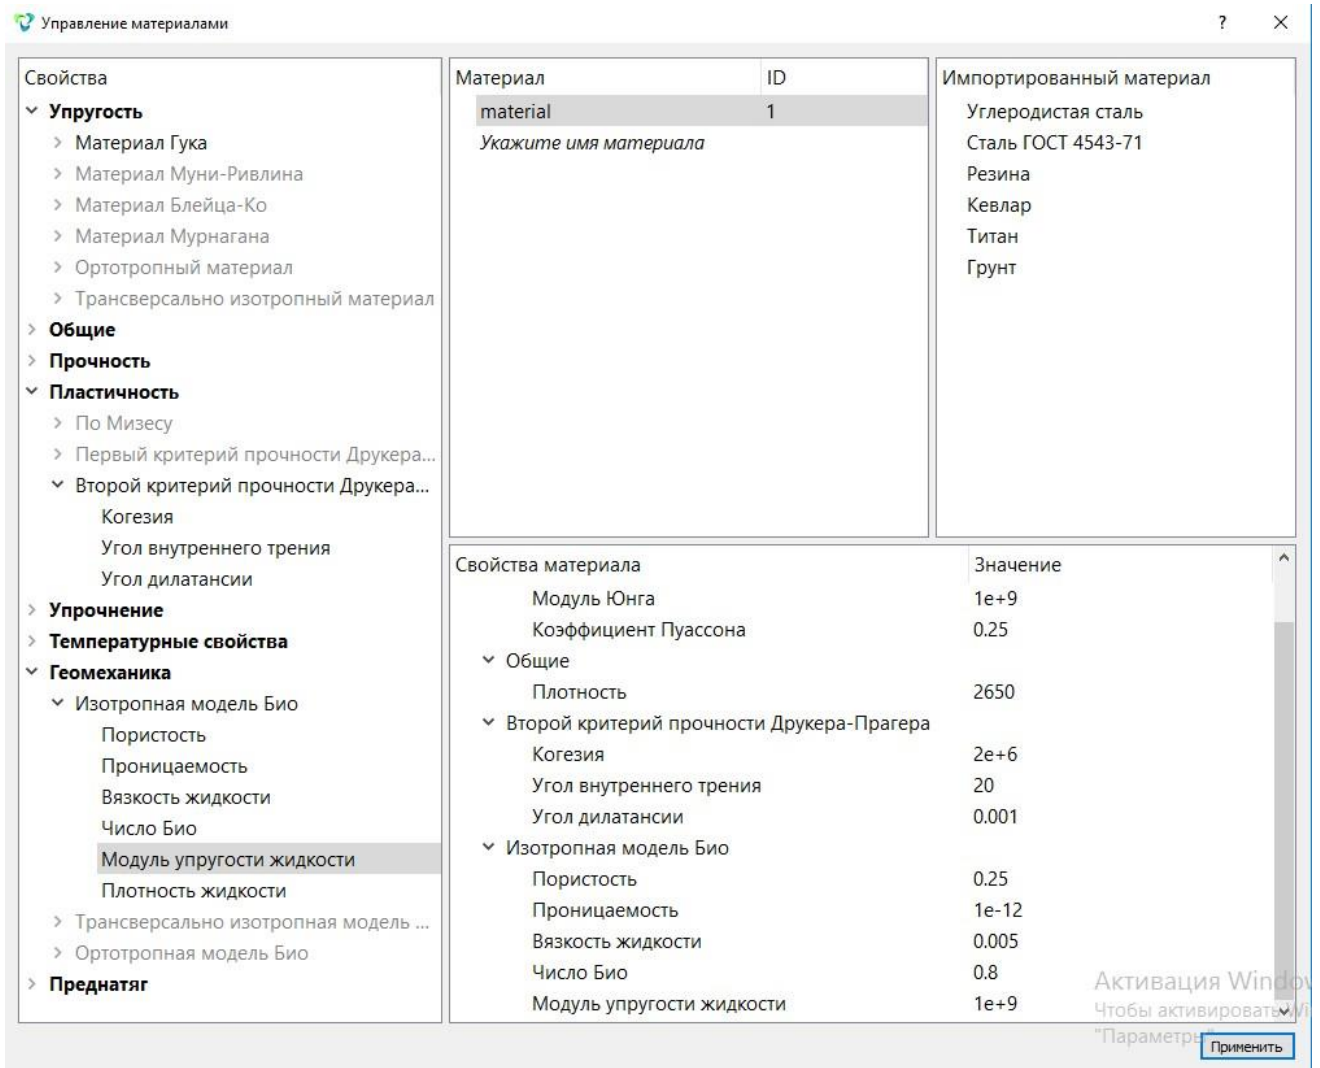 Управление материалами
?
Свойства
Упругость
Материал Гука
Материал Муни-Ривлина
Материал Блейца-Ко
Материал Мурнагана
Ортотропный материал
Трансверсально изотропный материал
Общие
Прочность
Пластичность
По Мизесу
Первый критерий прочности Друкера...
Второй критерий прочности Друкера...
Когезия
Угол внутреннего трения
Угол дилатансии
Упрочнение
Температурные свойства
Геомеханика
Изотропная модель Био
Пористость
Проницаемость
Вязкость жидкости
Число Био
Модуль упругости жидкости
Плотность жидкости
Трансверсально изотропная модель ...
Ортотропная модель Био
Преднатяг
Материал ID
material 1
Укажите имя материала
Импортированный материал
Углеродистая сталь
Сталь ГОСТ 4543-71
Резина
Кевлар
Титан
Грунт
Свойства материала Значение
Модуль Юнга 1e+9
Коэффициент Пуассона 0.25
Общие
Плотность 2650
Второй критерий прочности Друкера-Прагера
Когезия 2e+6
Угол внутреннего трения 20
Угол дилатансии 0.001
Изотропная модель Био
Пористость 0.25
Проницаемость 1e-12
Вязкость жидкости 0.005
Число Био 0.8
Модуль упругости жидкости 1e+9
Активация Window
Чтобы активировать Wi
"Параметры"
Применить